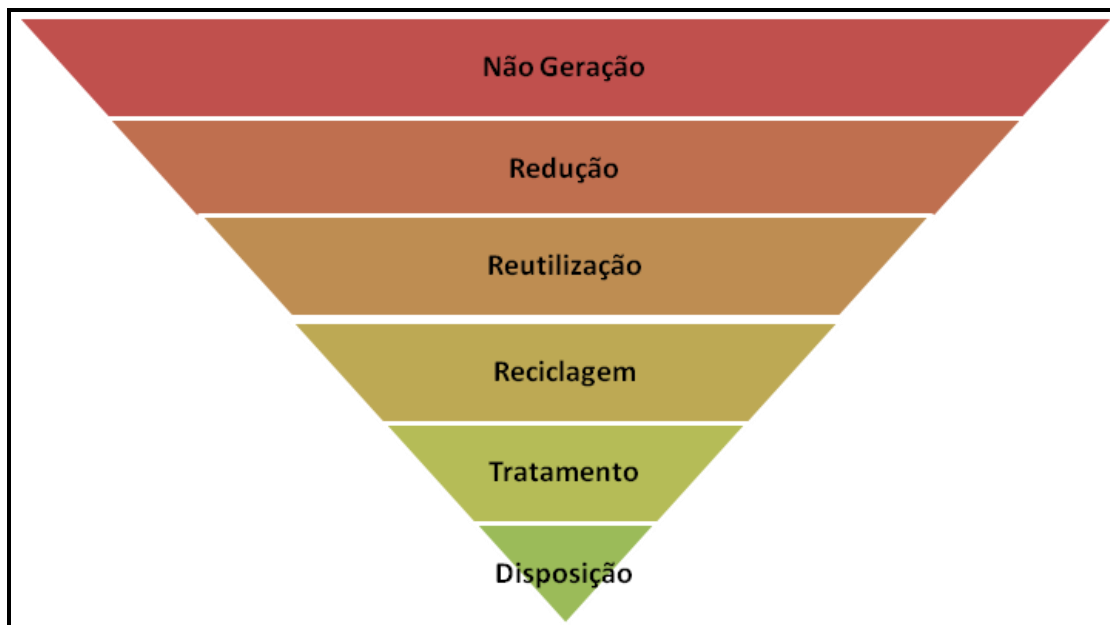 Não Geração
Redução
Reutilização
Reciclagem
Tratamento
Disposição